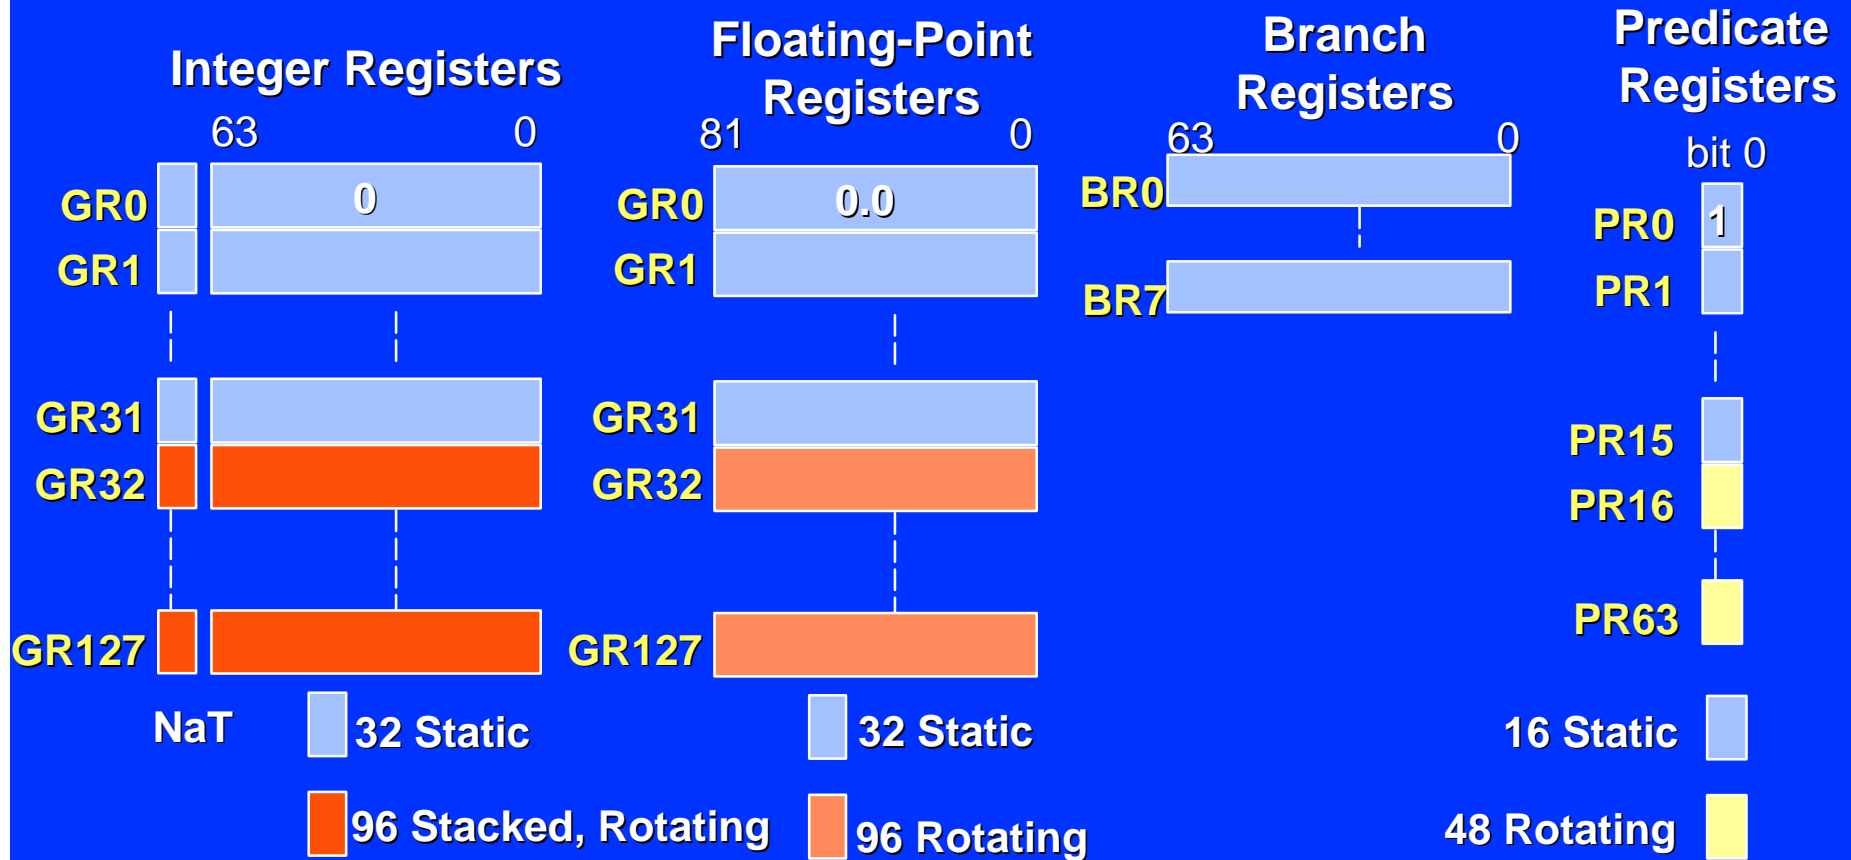 Integer Registers
63 0
GR0 0
GR1
GR31
GR32
GR127
NaT
32 Static
96 Stacked, Rotating
Floating-Point
Registers
81 0
GR0 0.0
GR1
GR31
GR32
GR127
32 Static
96 Rotating
Branch
Registers
63 0
BR0
BR7
Predicate
Registers
bit 0
PR0 1
PR1
PR15
PR16
PR63
16 Static
48 Rotating